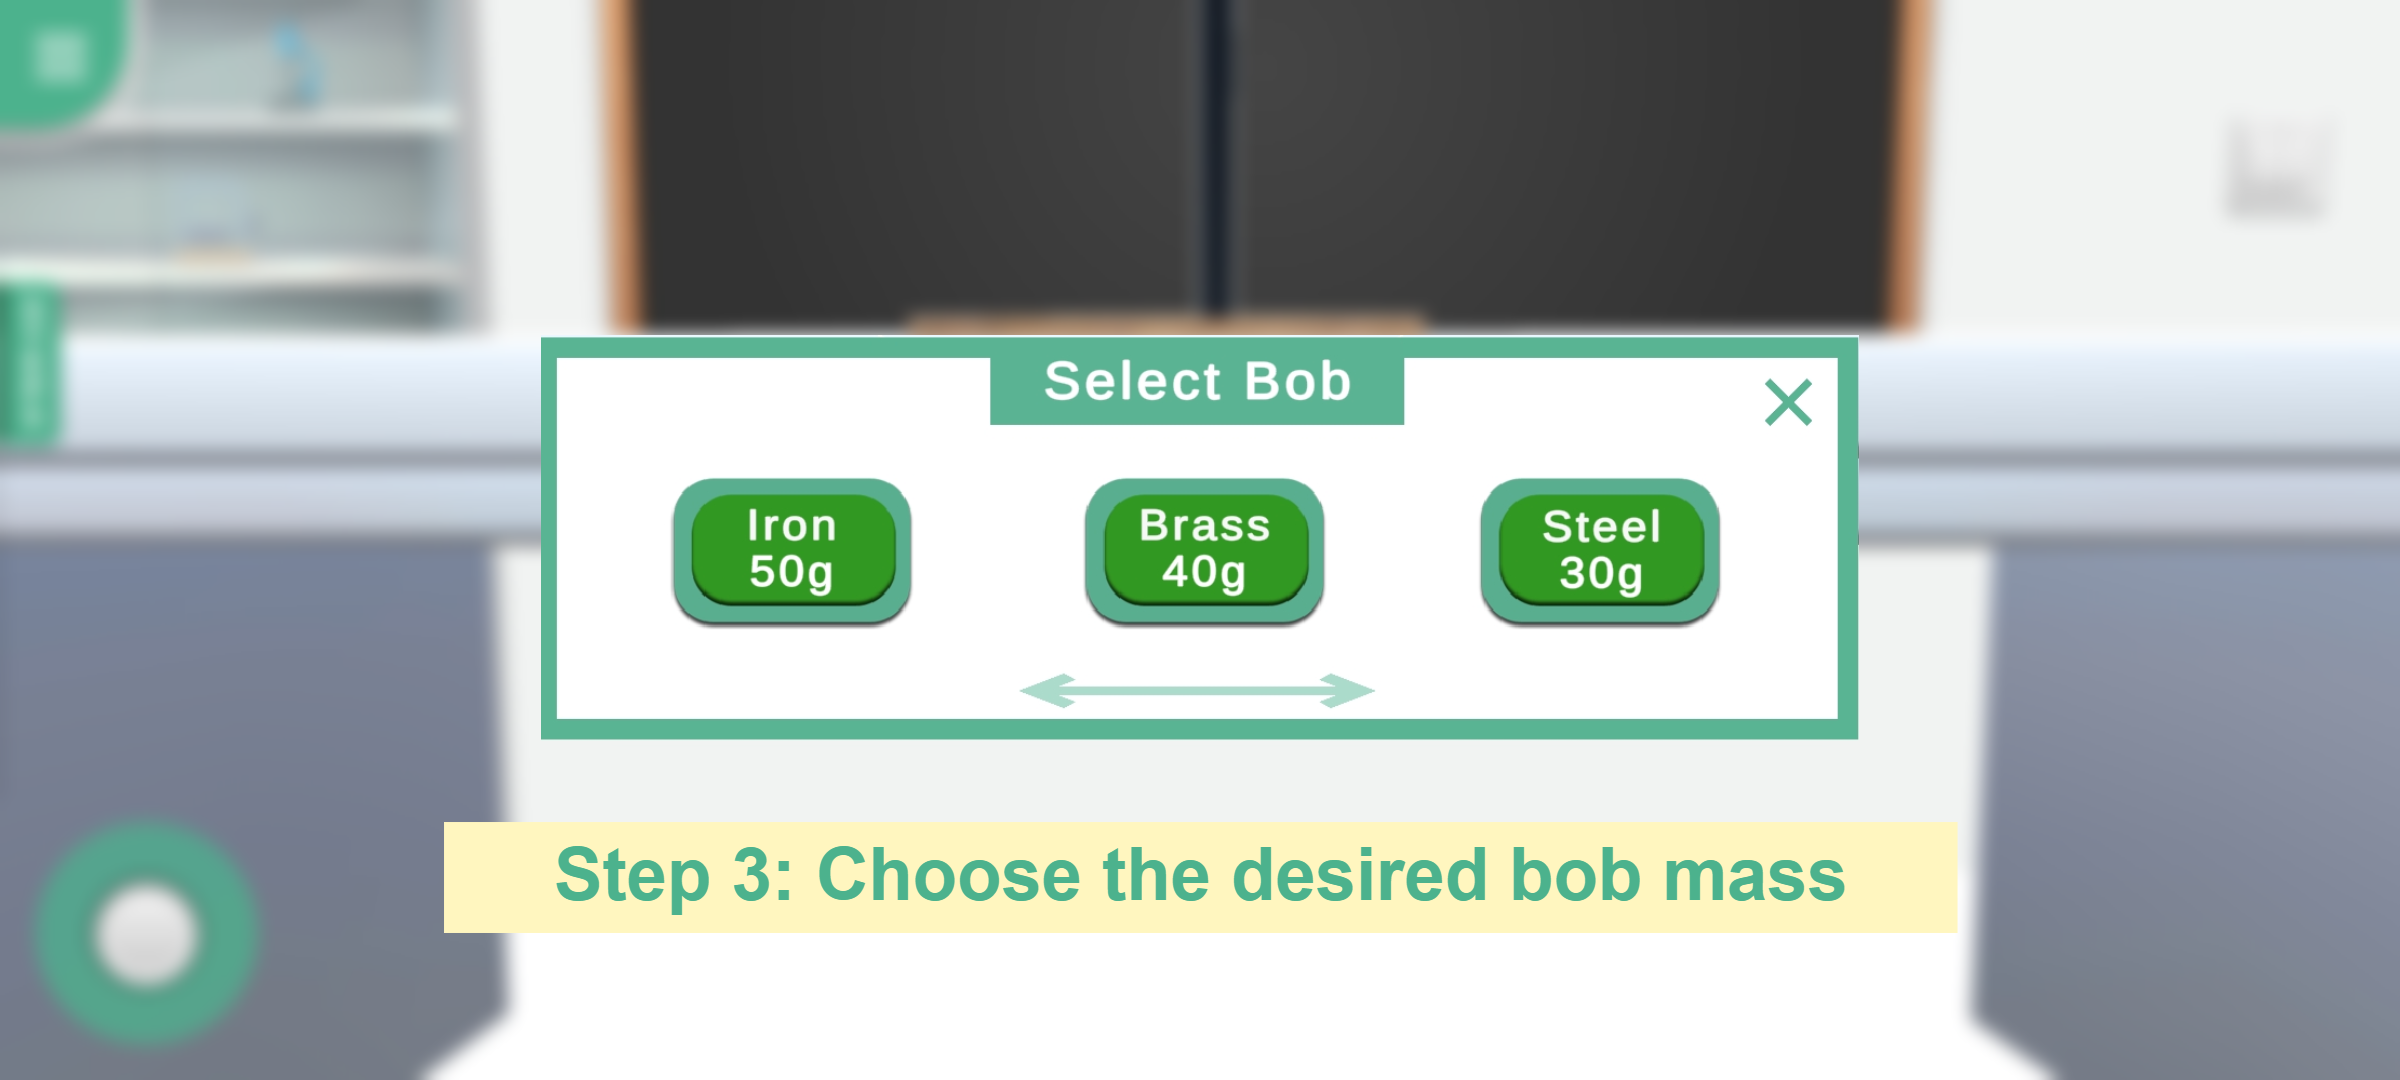 Select Bob
Iron
50g
Brass
40g
Steel
30g
Step 3: Choose the desired bob mass